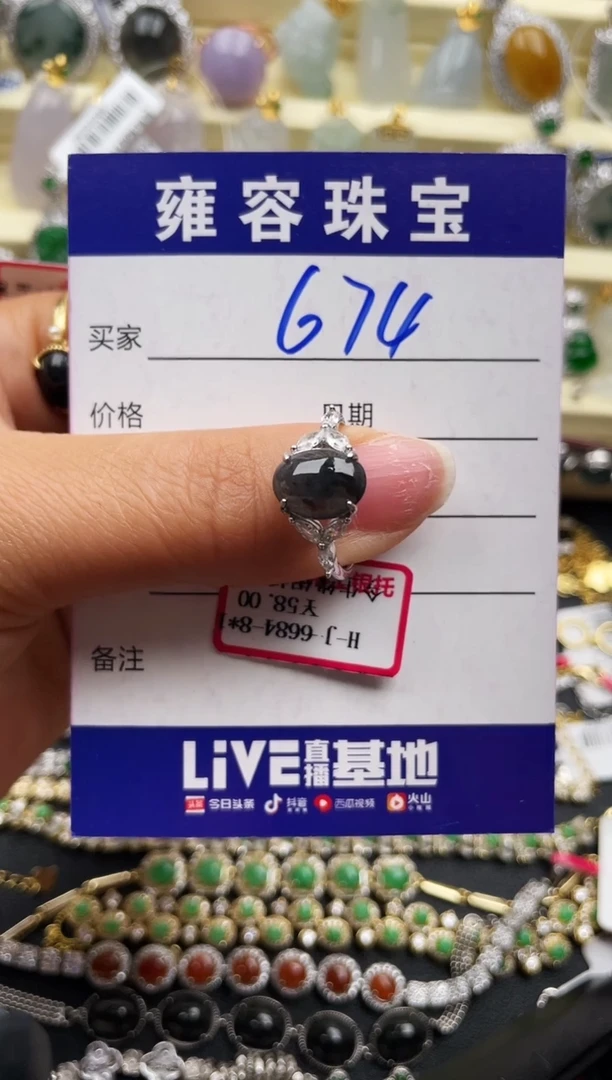 雍容珠宝
买家 674
价格 日期
银托
¥58.00
H-J-6684-8*
备注
LiVE直播基地
头条 今日头条 抖音 西瓜视频 火山